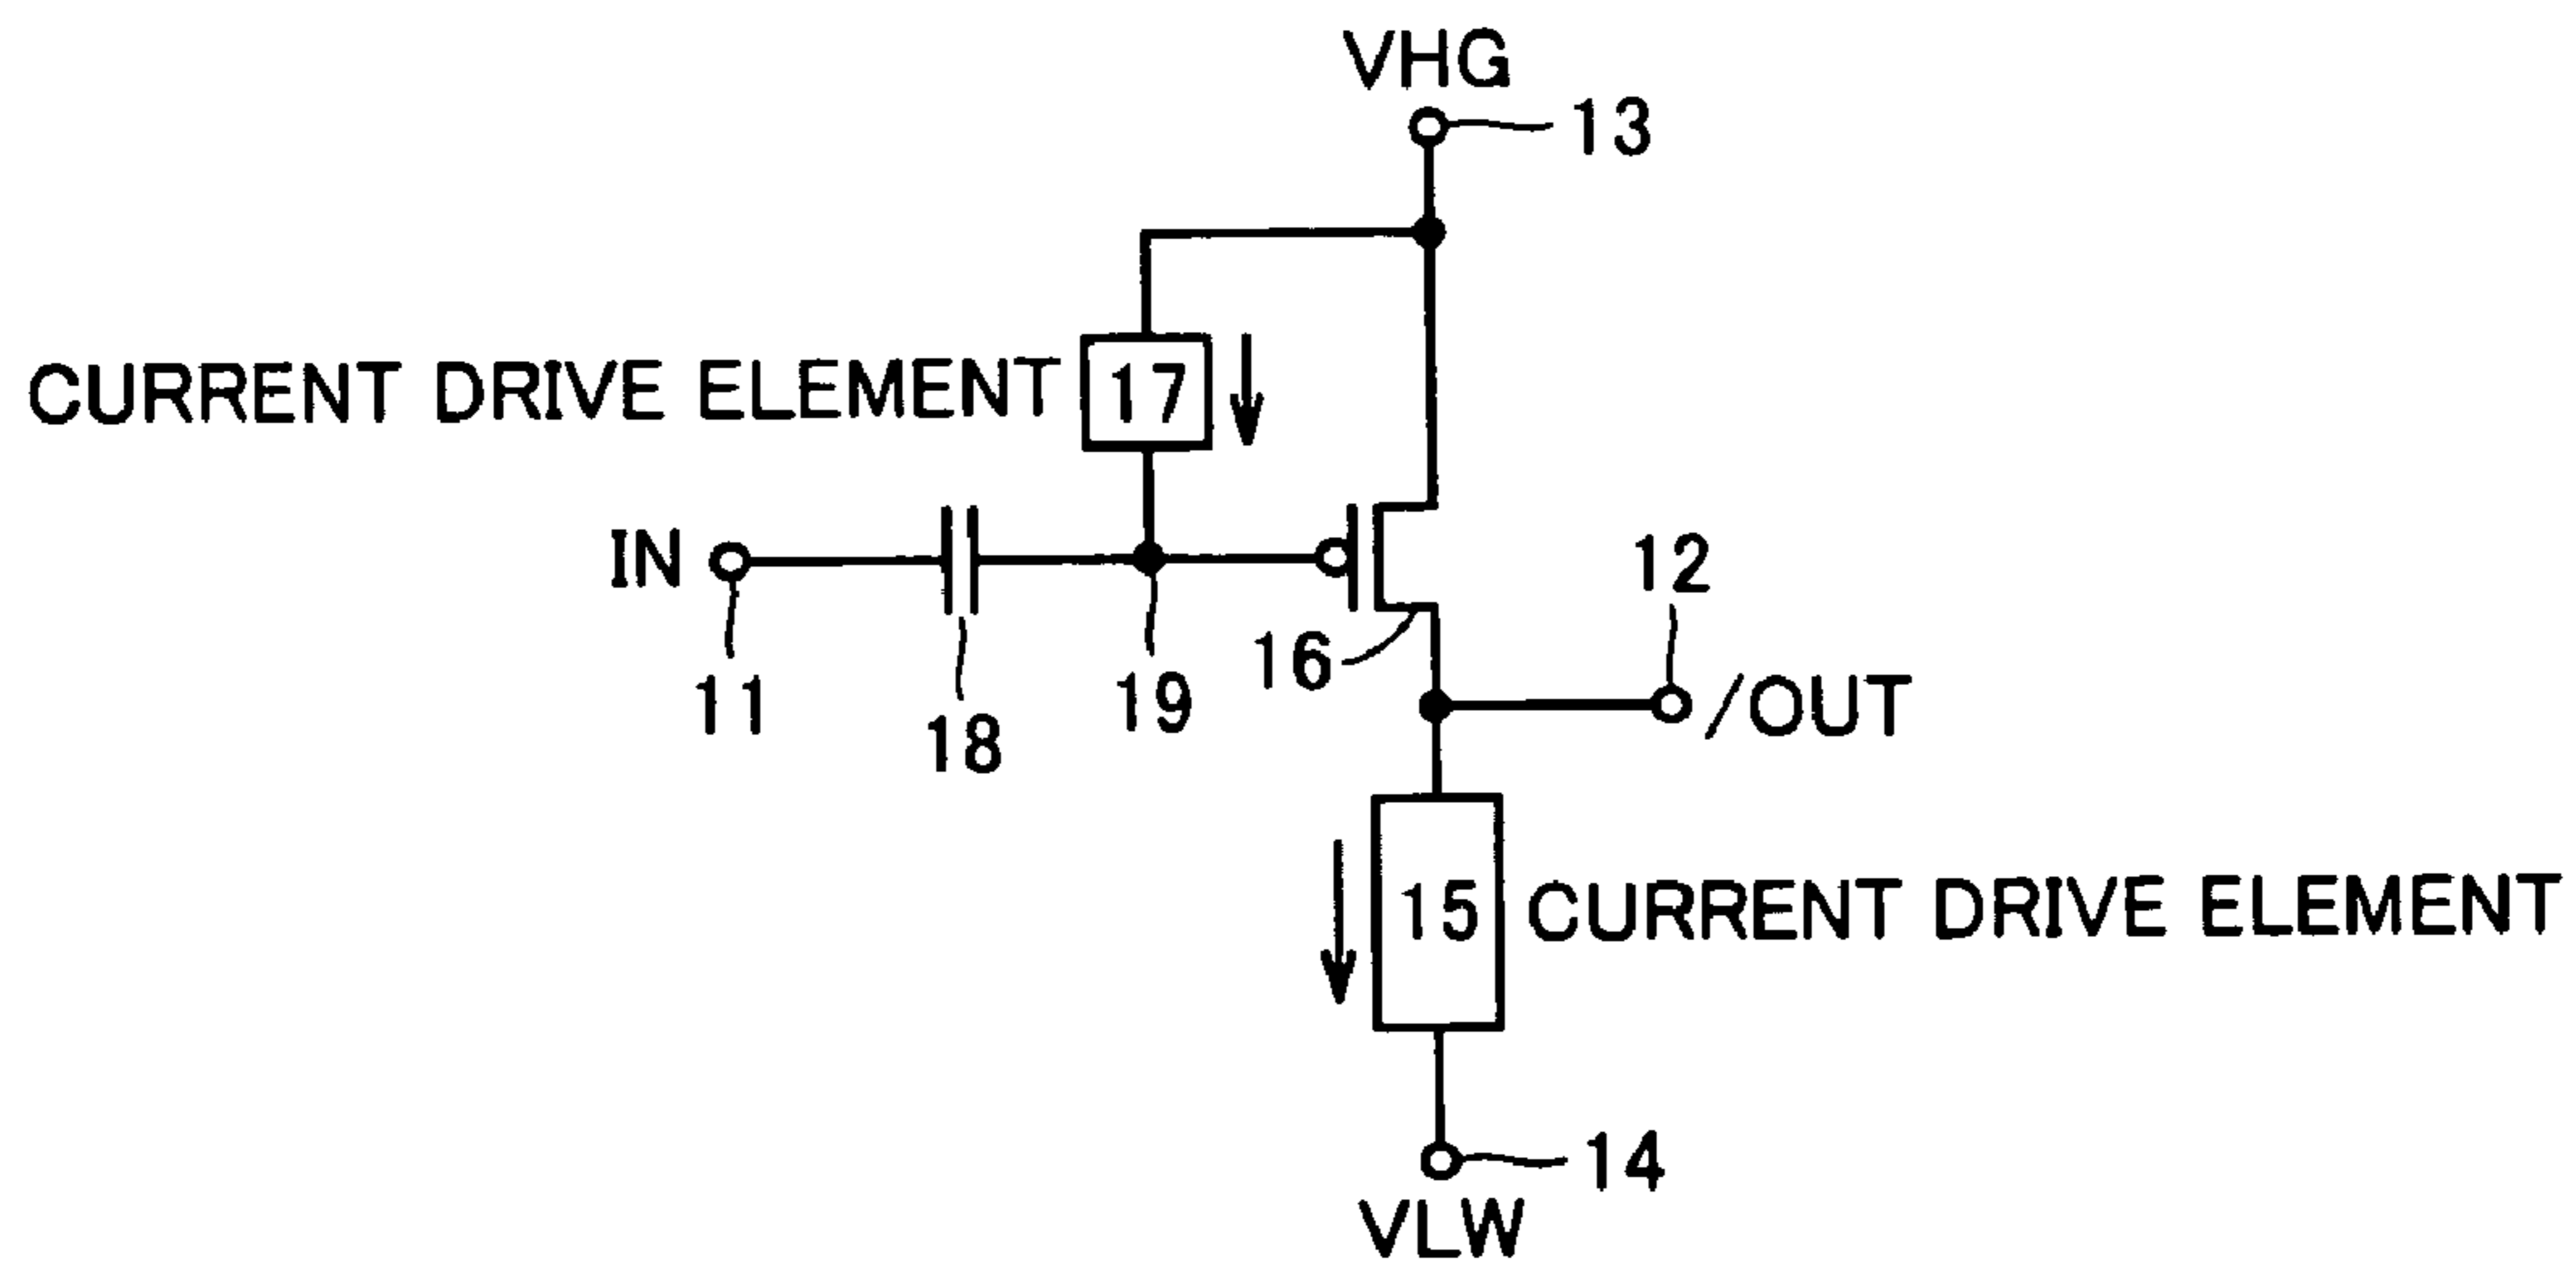 VHG
13
CURRENT DRIVE ELEMENT
17
IN
12
16
11
19
18
/OUT
15
CURRENT DRIVE ELEMENT
14
VLW